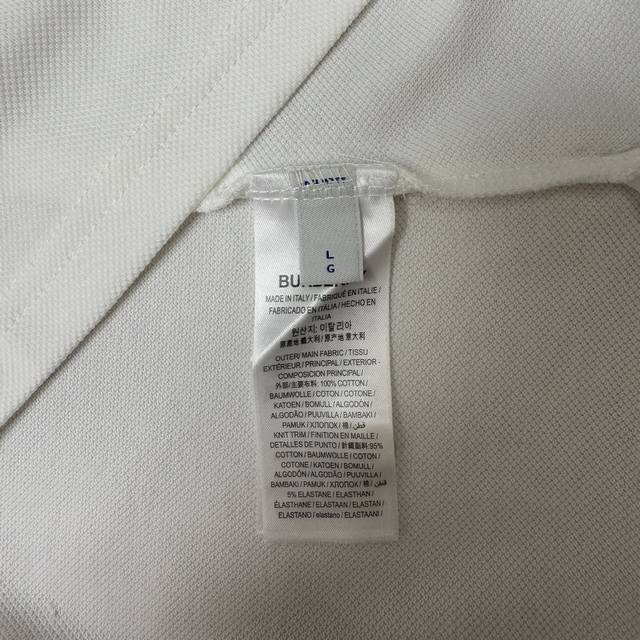 L
G
MADE IN ITALY / FABRIQUÉ EN ITALIE /
FABRICADO EN ITÁLIA / HECHO EN
ITALIA
원산지: 이탈리아
原產地 義大利 / 原产地 意大利
OUTER/ MAIN FABRIC / TISSU
EXTÉRIEUR / PRINCIPAL / EXTERIOR -
COMPOSICION PRINCIPAL /
外部/主要布料: 100% COTTON /
BAUMWOLLE / COTON / COTONE /
KATOEN / BOMULL / ALGODÓN /
ALGODÃO / PUUVILLA / BAMBAKI /
PAMUK / ХЛОПОК / 棉 / قطن /
KNIT TRIM / FINITION EN MAILLE /
DETALLES DE PUNTO / 針織副料: 95%
COTTON / BAUMWOLLE / COTON /
COTONE / KATOEN / BOMULL /
ALGODÓN / ALGODÃO / PUUVILLA /
BAMBAKI / PAMUK / ХЛОПОК / 棉 / قطن /
5% ELASTANE / ELASTHAN /
ÉLASTHANE / ELASTAAN / ELASTAN /
ELASTANO / elastano / ELASTAANI /